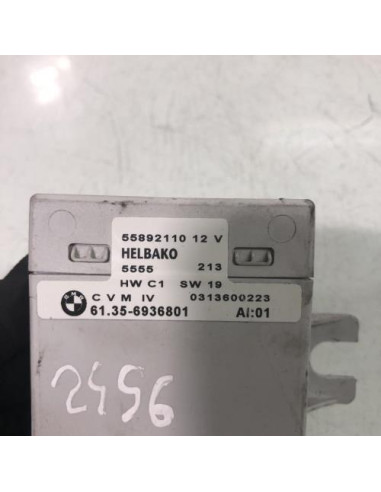 55892110 12 V
HELBAKO
5555 213
HW C1 SW 19
C V M IV 0313600223
61.35-6936801 AI:01
2456